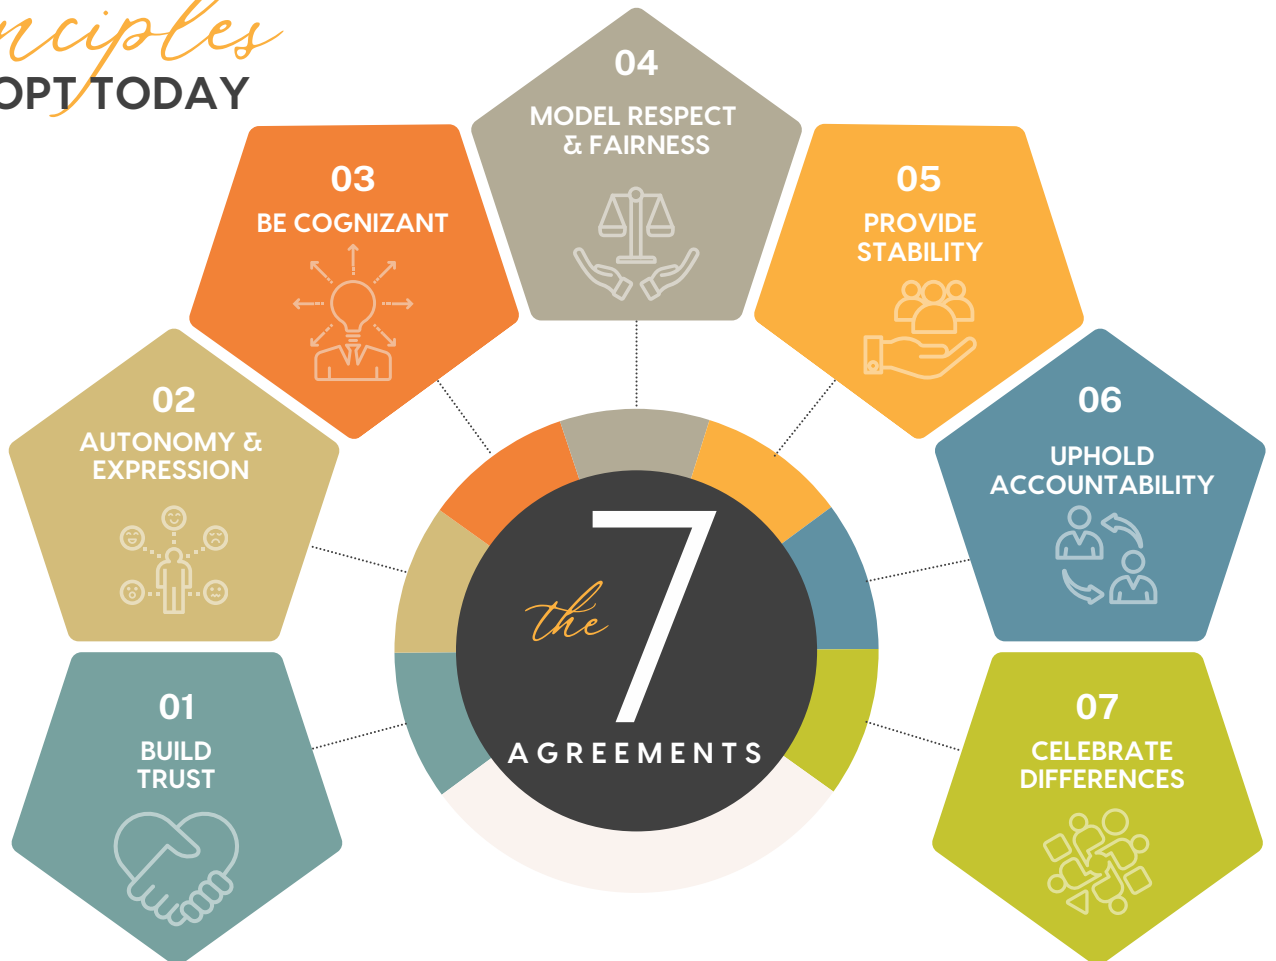 OPT TODAY
04
MODEL RESPECT
& FAIRNESS
03
BE COGNIZANT
05
PROVIDE
STABILITY
02
AUTONOMY &
EXPRESSION
06
UPHOLD
ACCOUNTABILITY
the 7
AGREEMENTS
01
BUILD
TRUST
07
CELEBRATE
DIFFERENCES